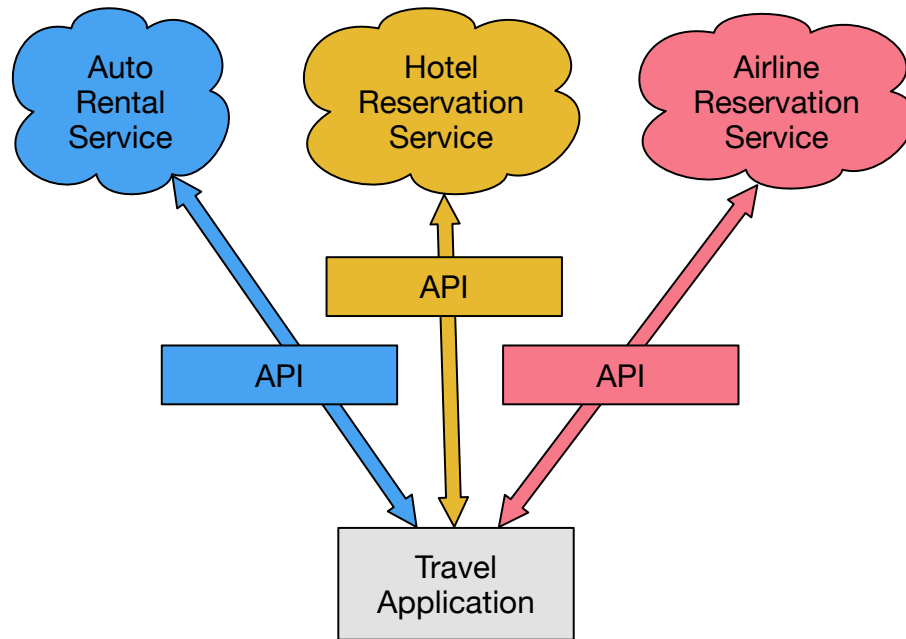 Auto
Rental
Service
Hotel
Reservation
Service
Airline
Reservation
Service
API
API
API
Travel
Application